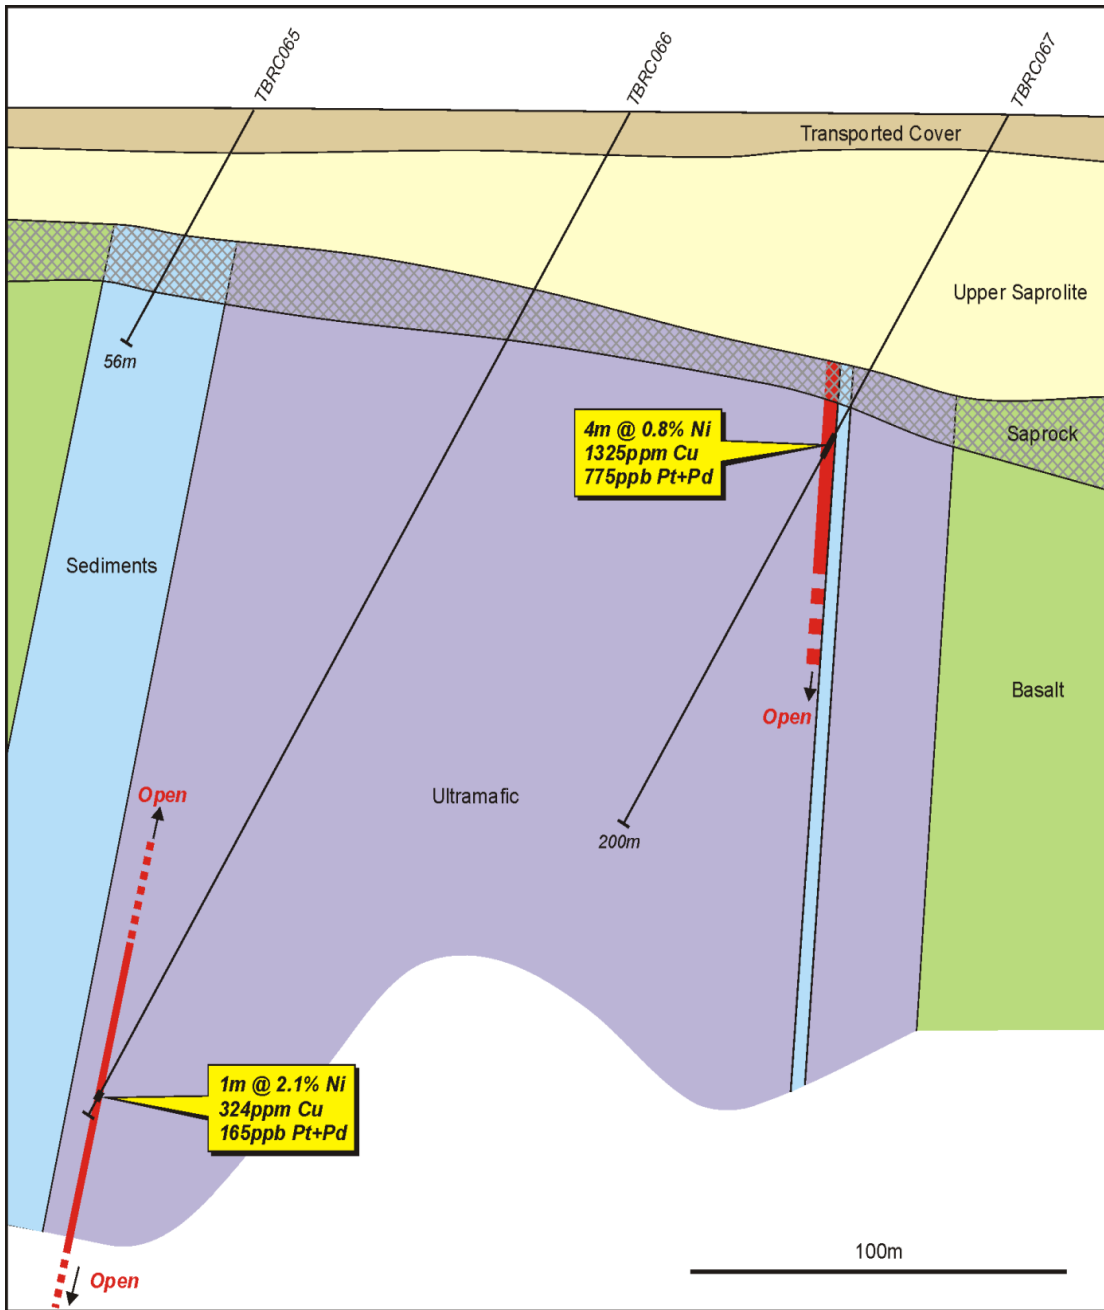 TBRC065
TBRC066
TBRC067
Transported Cover
Upper Saprolite
56m
4m @ 0.8% Ni
1325ppm Cu
775ppb Pt+Pd
Saprock
Sediments
Basalt
Open
Open
Ultramafic
200m
1m @ 2.1% Ni
324ppm Cu
165ppb Pt+Pd
100m
Open